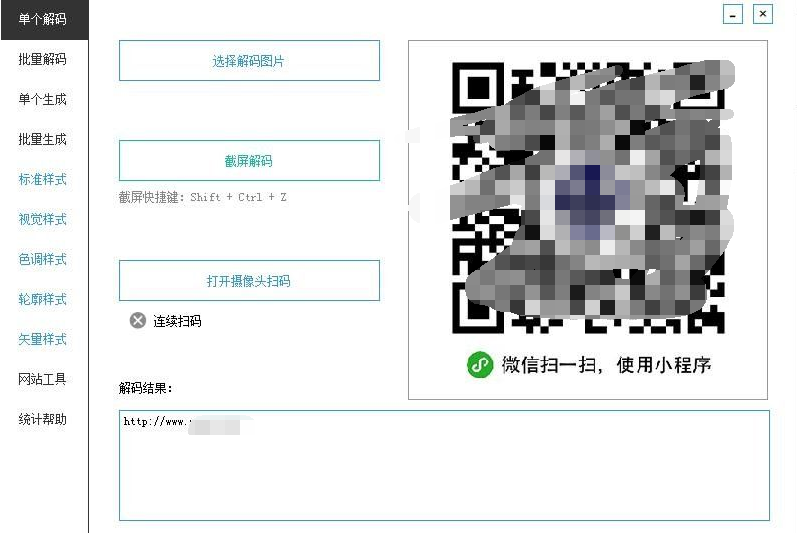 单个解码
批量解码
单个生成
批量生成
标准样式
视觉样式
色调样式
轮廓样式
矢量样式
网站工具
统计帮助
选择解码图片
截屏解码
截屏快捷键：Shift + Ctrl + Z
打开摄像头扫码
连续扫码
微信扫一扫，使用小程序
解码结果：
http://www.